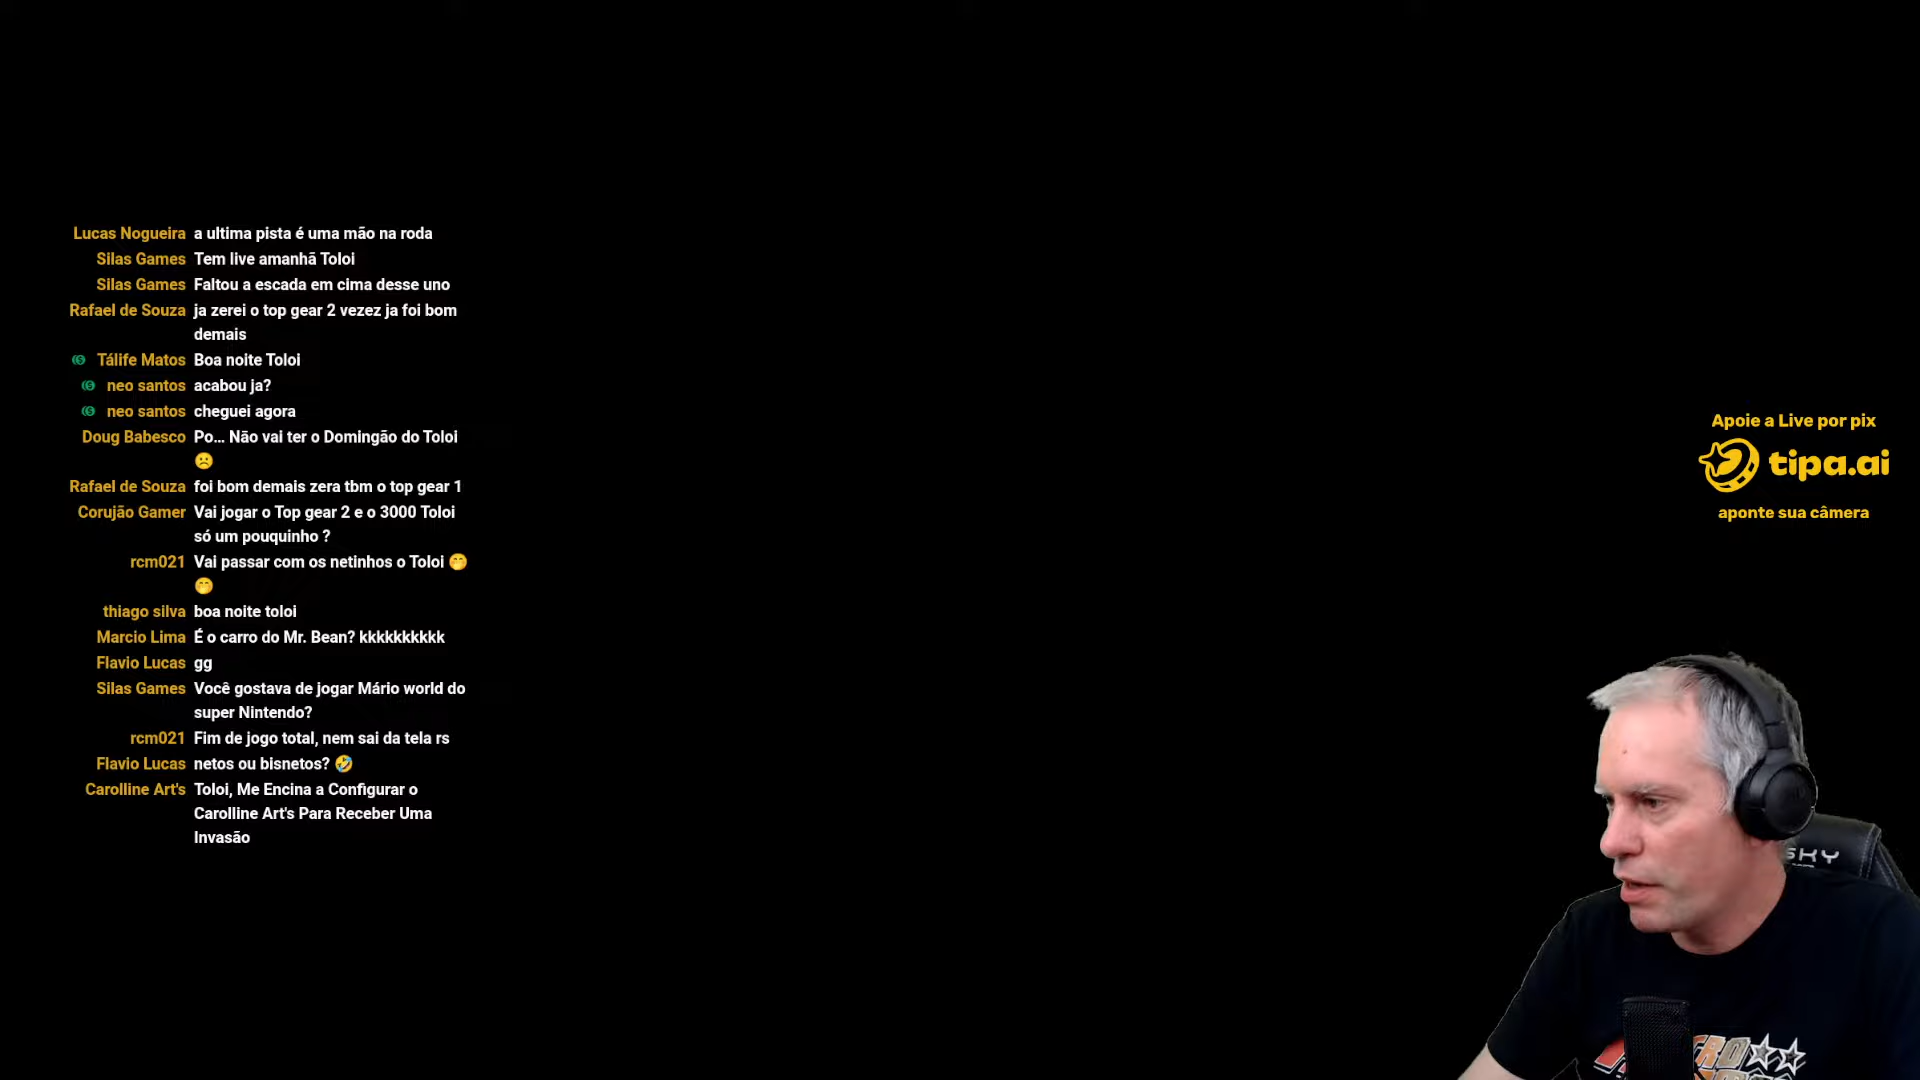 Lucas Nogueira a ultima pista é uma mão na roda
Silas Games Tem live amanhã Toloi
Silas Games Faltou a escada em cima desse uno
Rafael de Souza ja zerei o top gear 2 vezez ja foi bom
demais
Tálife Matos Boa noite Toloi
neo santos acabou ja?
neo santos cheguei agora
Doug Babesco Po... Não vai ter o Domingão do Toloi
☹️
Rafael de Souza foi bom demais zera tbm o top gear 1
Corujão Gamer Vai jogar o Top gear 2 e o 3000 Toloi
só um pouquinho ?
rcm021 Vai passar com os netinhos o Toloi 🤭
🤭
thiago silva boa noite toloi
Marcio Lima É o carro do Mr. Bean? kkkkkkkkkk
Flavio Lucas gg
Silas Games Você gostava de jogar Mário world do
super Nintendo?
rcm021 Fim de jogo total, nem sai da tela rs
Flavio Lucas netos ou bisnetos? 🤣
Carolline Art's Toloi, Me Encina a Configurar o
Carolline Art's Para Receber Uma
Invasão
Apoie a Live por pix
tipa.ai
aponte sua câmera
SKY